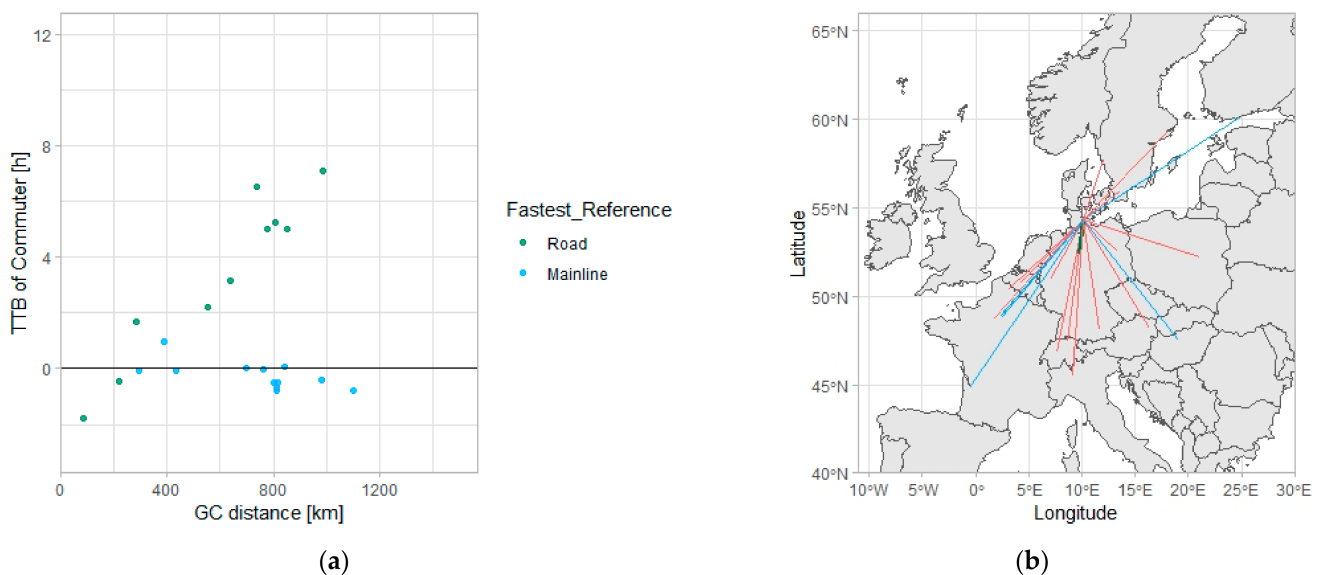 12
8
4
0
TTB of Commuter [h]
0
400
800
1200
GC distance [km]
Fastest_Reference
Road
Mainline
(a)
65°N
60°N
55°N
50°N
45°N
40°N
Latitude
10°W
5°W
0°
5°E
10°E
15°E
20°E
25°E
30°E
Longitude
(b)